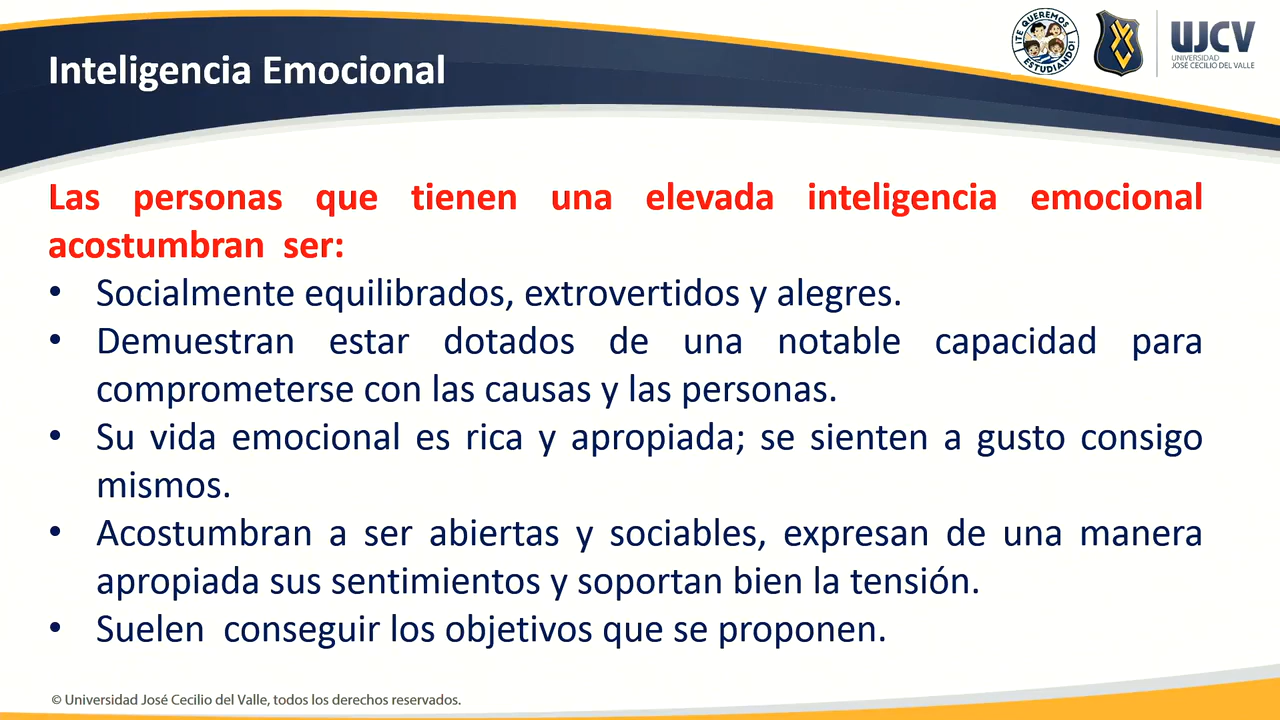 Inteligencia Emocional
¡TE QUEREMOS
ESTUDIANDO!
UJCV
UNIVERSIDAD
JOSÉ CECILIO DEL VALLE
Las personas que tienen una elevada inteligencia emocional
acostumbran ser:
• Socialmente equilibrados, extrovertidos y alegres.
• Demuestran estar dotados de una notable capacidad para
comprometerse con las causas y las personas.
• Su vida emocional es rica y apropiada; se sienten a gusto consigo
mismos.
• Acostumbran a ser abiertas y sociables, expresan de una manera
apropiada sus sentimientos y soportan bien la tensión.
• Suelen conseguir los objetivos que se proponen.
© Universidad José Cecilio del Valle, todos los derechos reservados.